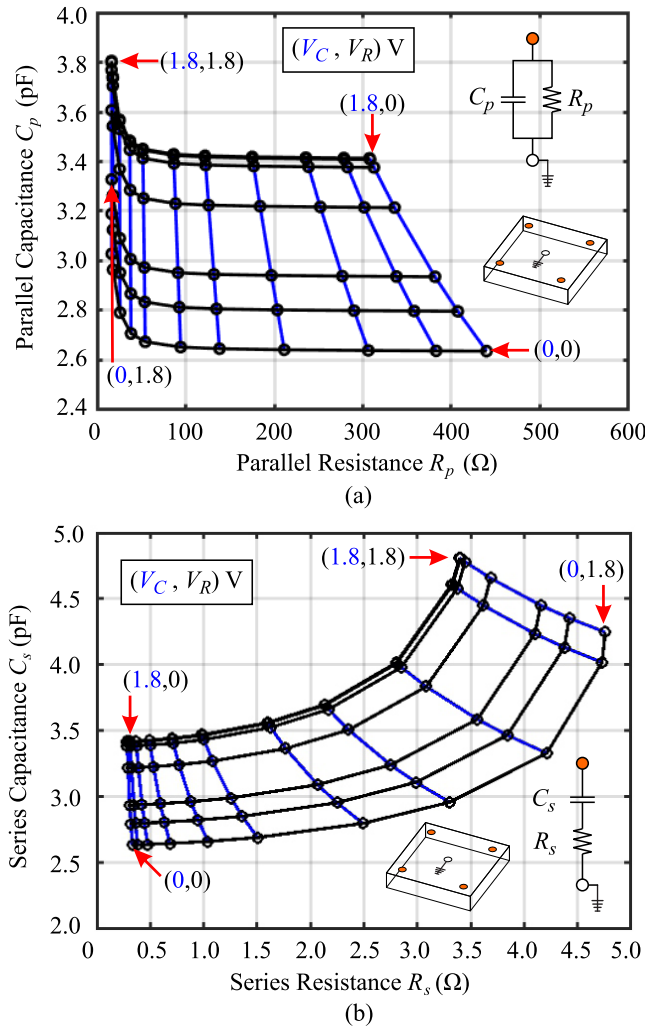 4.0
3.8
3.6
3.4
3.2
3.0
2.8
2.6
2.4
Parallel Capacitance Cp (pF)
(1.8,1.8)
(VC , VR) V
(1.8,0)
Cp
Rp
(0,1.8)
(0,0)
0 100 200 300 400 500 600
Parallel Resistance Rp (Ω)
(a)
5.0
4.5
4.0
3.5
3.0
2.5
2.0
Series Capacitance Cs (pF)
(VC , VR) V
(1.8,1.8)
(0,1.8)
(1.8,0)
(0,0)
Cs
Rs
0 0.5 1.0 1.5 2.0 2.5 3.0 3.5 4.0 4.5 5.0
Series Resistance Rs (Ω)
(b)